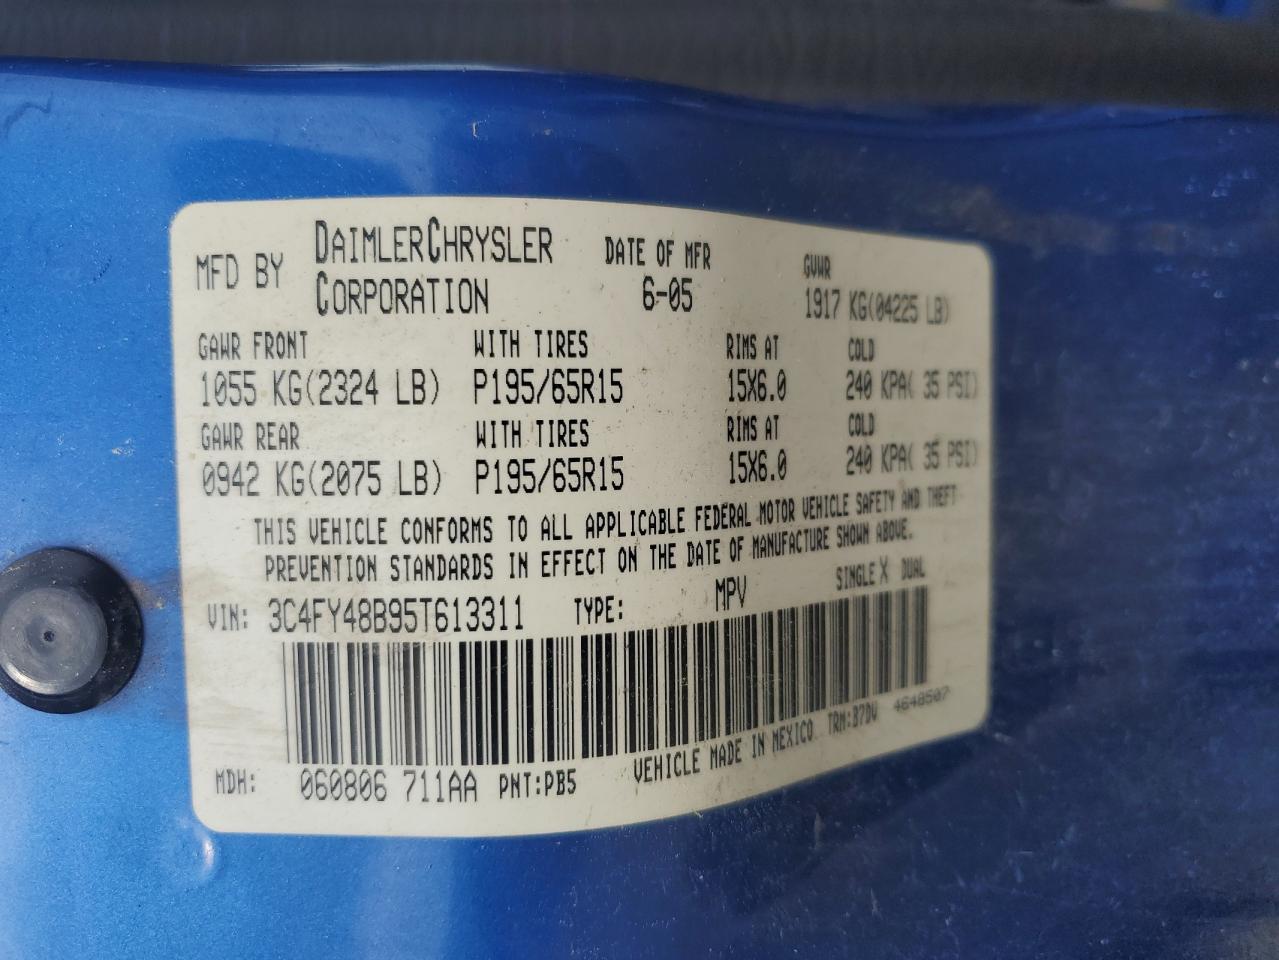 MFD BY DAIMLERCHRYSLER CORPORATION DATE OF MFR 6-05 GVWR 1917 KG(04225 LB)
GAWR FRONT WITH TIRES RIMS AT COLD
1055 KG(2324 LB) P195/65R15 15X6.0 240 KPA( 35 PSI)
GAWR REAR WITH TIRES RIMS AT COLD
0942 KG(2075 LB) P195/65R15 15X6.0 240 KPA( 35 PSI)
THIS VEHICLE CONFORMS TO ALL APPLICABLE FEDERAL MOTOR VEHICLE SAFETY AND THEFT
PREVENTION STANDARDS IN EFFECT ON THE DATE OF MANUFACTURE SHOWN ABOVE.
VIN: 3C4FY48B95T613311 TYPE: MPV SINGLE X DUAL
MDH: 060806 711AA PNT:PB5 VEHICLE MADE IN MEXICO TRM:B7DV 4648507